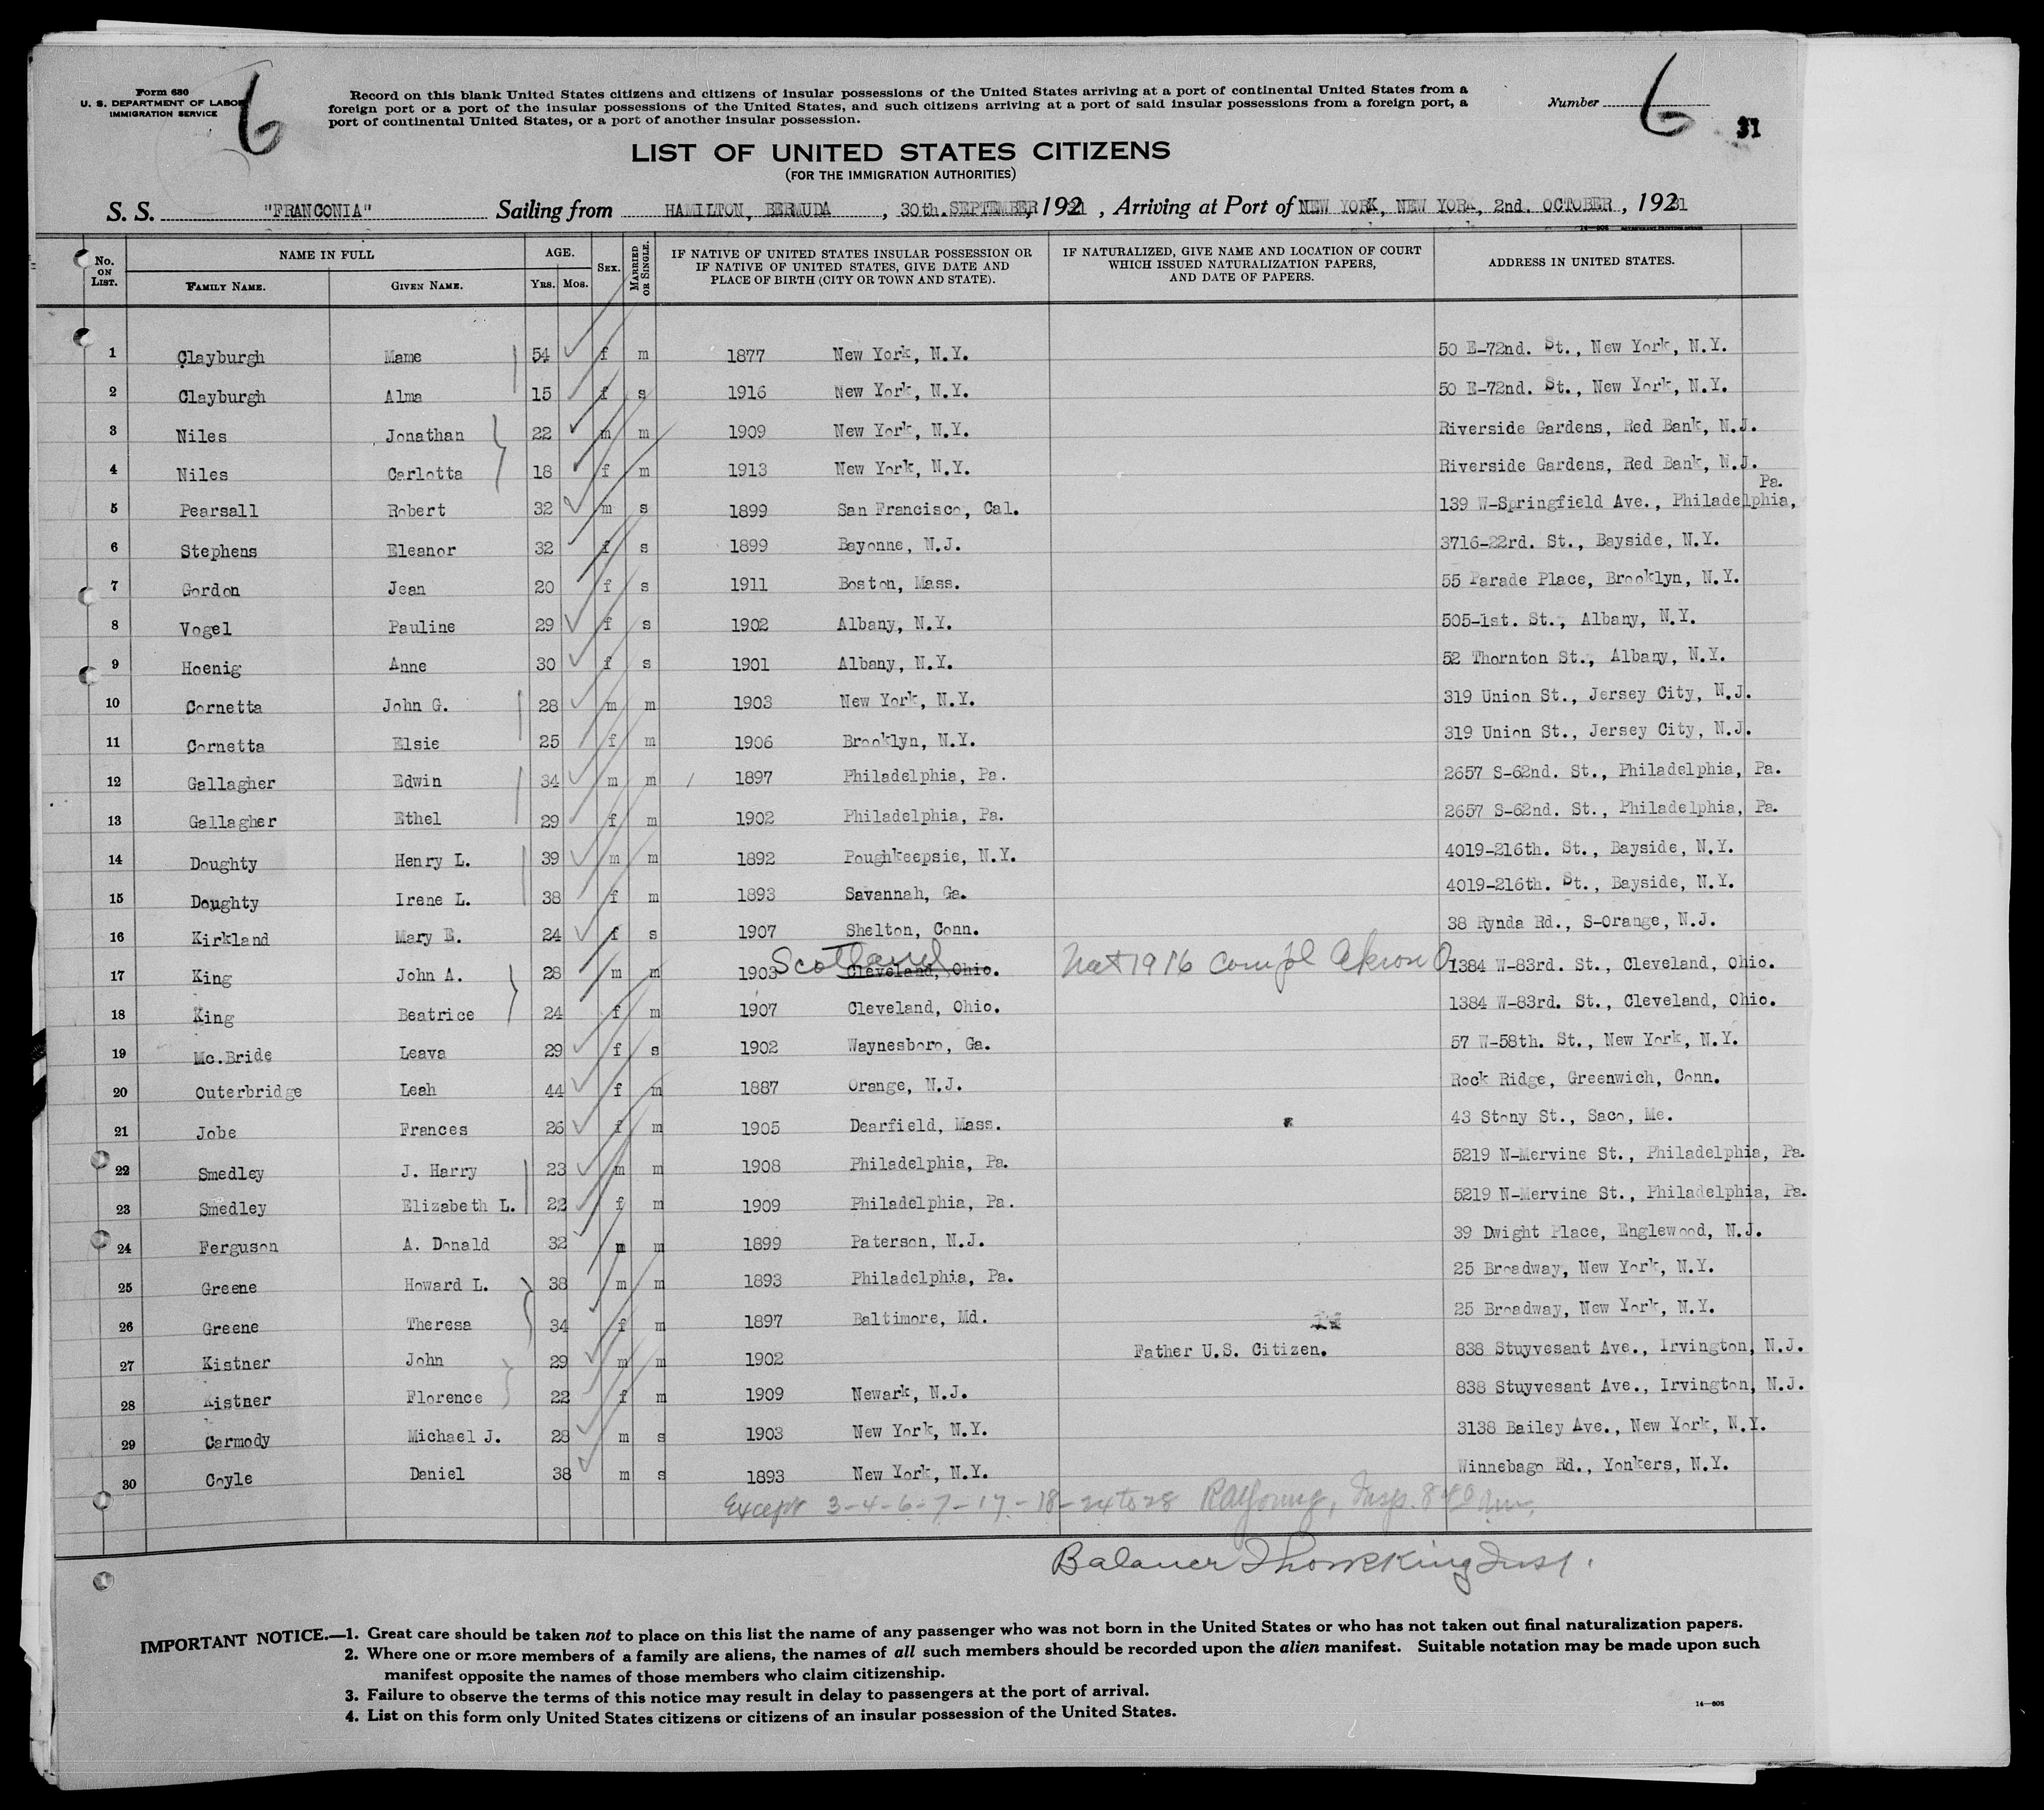 Form 630
U. S. DEPARTMENT OF LABOR
IMMIGRATION SERVICE
6
Record on this blank United States citizens and citizens of insular possessions of the United States arriving at a port of continental United States from a
foreign port or a port of the insular possessions of the United States, and such citizens arriving at a port of said insular possessions from a foreign port, a
port of continental United States, or a port of another insular possession.
Number 6
31
LIST OF UNITED STATES CITIZENS
(FOR THE IMMIGRATION AUTHORITIES)
S. S. "FRANCONIA" Sailing from HAMILTON, BERMUDA, 30th. SEPTEMBER, 1931, Arriving at Port of NEW YORK, NEW YORK, 2nd. OCTOBER, 1931
No. ON LIST. NAME IN FULL AGE. SEX. MARRIED OR SINGLE. IF NATIVE OF UNITED STATES INSULAR POSSESSION OR IF NATIVE OF UNITED STATES, GIVE DATE AND PLACE OF BIRTH (CITY OR TOWN AND STATE). IF NATURALIZED, GIVE NAME AND LOCATION OF COURT WHICH ISSUED NATURALIZATION PAPERS, AND DATE OF PAPERS. ADDRESS IN UNITED STATES.
FAMILY NAME. GIVEN NAME. YRS. MOS.
1 Clayburgh Mame 54 f m 1877 New York, N.Y. 50 E-72nd. St., New York, N.Y.
2 Clayburgh Alma 15 f s 1916 New York, N.Y. 50 E-72nd. St., New York, N.Y.
3 Niles Jonathan 22 m m 1909 New York, N.Y. Riverside Gardens, Red Bank, N.J.
4 Niles Carlotta 18 f m 1913 New York, N.Y. Riverside Gardens, Red Bank, N.J.
5 Pearsall Robert 32 m s 1899 San Francisco, Cal. 139 W-Springfield Ave., Philadelphia, Pa.
6 Stephens Eleanor 32 f s 1899 Bayonne, N.J. 3716-22rd. St., Bayside, N.Y.
7 Gordon Jean 20 f s 1911 Boston, Mass. 55 Parade Place, Brooklyn, N.Y.
8 Vogel Pauline 29 f s 1902 Albany, N.Y. 505-1st. St., Albany, N.Y.
9 Hoenig Anne 30 f s 1901 Albany, N.Y. 52 Thornton St., Albany, N.Y.
10 Cornetta John G. 28 m m 1903 New York, N.Y. 319 Union St., Jersey City, N.J.
11 Cornetta Elsie 25 f m 1906 Brooklyn, N.Y. 319 Union St., Jersey City, N.J.
12 Gallagher Edwin 34 m m 1897 Philadelphia, Pa. 2657 S-62nd. St., Philadelphia, Pa.
13 Gallagher Ethel 29 f m 1902 Philadelphia, Pa. 2657 S-62nd. St., Philadelphia, Pa.
14 Doughty Henry L. 39 m m 1892 Poughkeepsie, N.Y. 4019-216th. St., Bayside, N.Y.
15 Doughty Irene L. 38 f m 1893 Savannah, Ga. 4019-216th. St., Bayside, N.Y.
16 Kirkland Mary E. 24 f s 1907 Shelton, Conn. 38 Rynda Rd., S-Orange, N.J.
17 King John A. 28 m m 1903 Scotland Cleveland, Ohio. Nat 1916 Akron O. 1384 W-83rd. St., Cleveland, Ohio.
18 King Beatrice 24 f m 1907 Cleveland, Ohio. 1384 W-83rd. St., Cleveland, Ohio.
19 Mc.Bride Leava 29 f s 1902 Waynesboro, Ga. 57 W-58th. St., New York, N.Y.
20 Outerbridge Leah 44 f m 1887 Orange, N.J. Rock Ridge, Greenwich, Conn.
21 Jobe Frances 26 f m 1905 Dearfield, Mass. 43 Stony St., Saco, Me.
22 Smedley J. Harry 23 m m 1908 Philadelphia, Pa. 5219 N-Mervine St., Philadelphia, Pa.
23 Smedley Elizabeth L. 22 f m 1909 Philadelphia, Pa. 5219 N-Mervine St., Philadelphia, Pa.
24 Ferguson A. Donald 32 m m 1899 Paterson, N.J. 39 Dwight Place, Englewood, N.J.
25 Greene Howard L. 38 m m 1893 Philadelphia, Pa. 25 Broadway, New York, N.Y.
26 Greene Theresa 34 f m 1897 Baltimore, Md. 25 Broadway, New York, N.Y.
27 Kistner John 29 m m 1902 Father U.S. Citizen. 838 Stuyvesant Ave., Irvington, N.J.
28 Kistner Florence 22 f m 1909 Newark, N.J. 838 Stuyvesant Ave., Irvington, N.J.
29 Carmody Michael J. 28 m s 1903 New York, N.Y. 3138 Bailey Ave., New York, N.Y.
30 Coyle Daniel 38 m s 1893 New York, N.Y. Winnebago Rd., Yonkers, N.Y.
Except 3-4-6-7-17-18-24 to 28 RAYoung, Insp.
Balance King Insp.
IMPORTANT NOTICE.—1. Great care should be taken not to place on this list the name of any passenger who was not born in the United States or who has not taken out final naturalization papers.
2. Where one or more members of a family are aliens, the names of all such members should be recorded upon the alien manifest. Suitable notation may be made upon such
manifest opposite the names of those members who claim citizenship.
3. Failure to observe the terms of this notice may result in delay to passengers at the port of arrival.
4. List on this form only United States citizens or citizens of an insular possession of the United States.
14—605